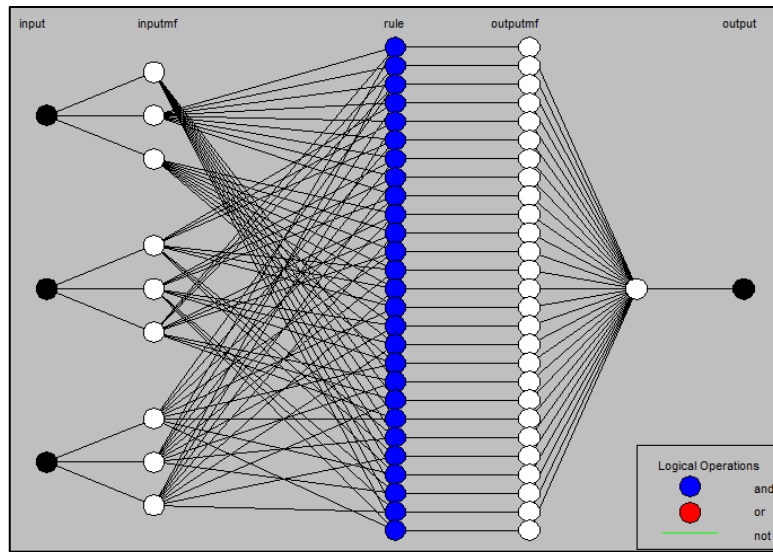 input
inputmf
rule
outputmf
output
Logical Operations
and
or
not